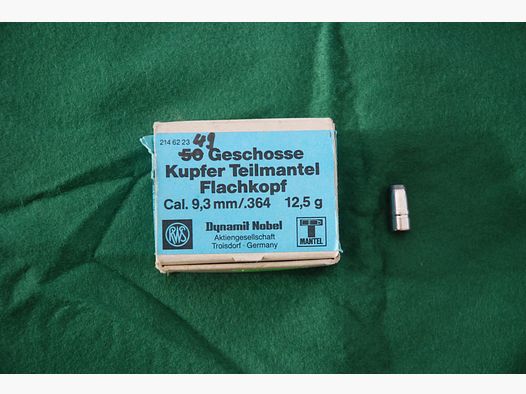 214 62 23 49
50 Geschosse
Kupfer Teilmantel
Flachkopf
Cal. 9,3 mm/.364 12,5 g
RWS
Dynamit Nobel
Aktiengesellschaft
Troisdorf · Germany
T
MANTEL